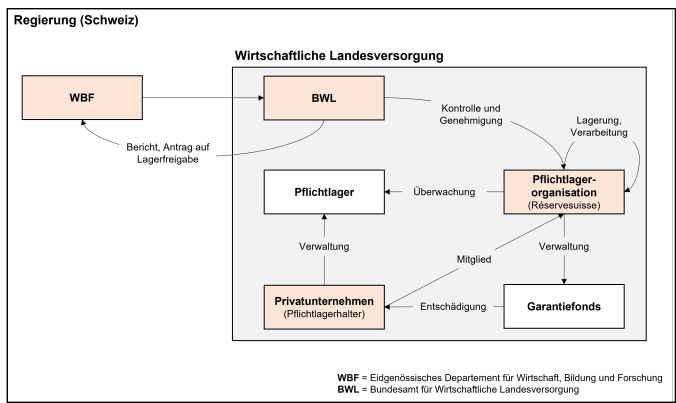 Regierung (Schweiz)
Wirtschaftliche Landesversorgung
WBF
BWL
Kontrolle und
Genehmigung
Lagerung,
Verarbeitung
Bericht, Antrag auf
Lagerfreigabe
Pflichtlager
Überwachung
Pflichtlager-
organisation
(Réservesuisse)
Verwaltung
Mitglied
Verwaltung
Privatunternehmen
(Pflichtlagerhalter)
Entschädigung
Garantiefonds
WBF = Eidgenössisches Departement für Wirtschaft, Bildung und Forschung
BWL = Bundesamt für Wirtschaftliche Landesversorgung